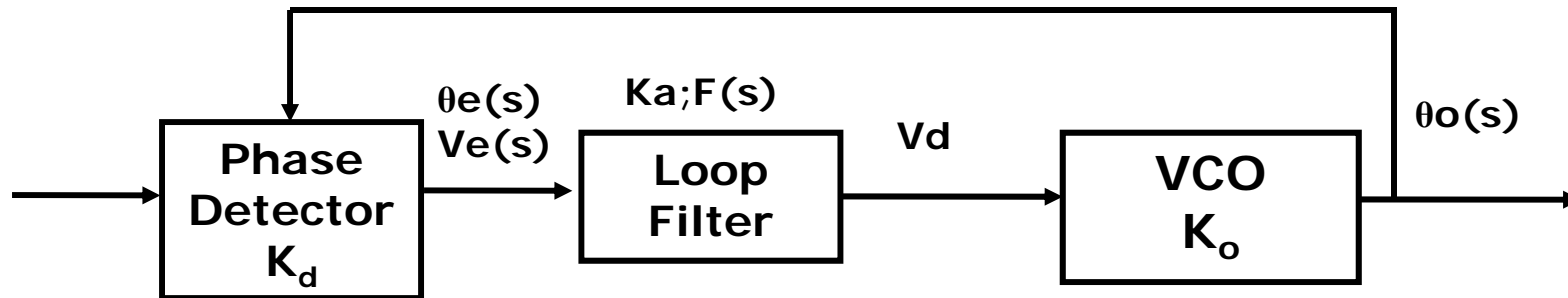 Phase
Detector
Kd
θe(s)
Ve(s)
Ka;F(s)
Loop
Filter
Vd
VCO
Ko
θo(s)